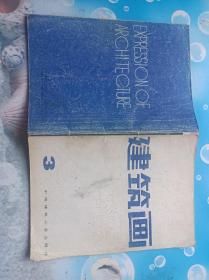 EXPRESSION OF
ARCHITECTURE
建筑画
3